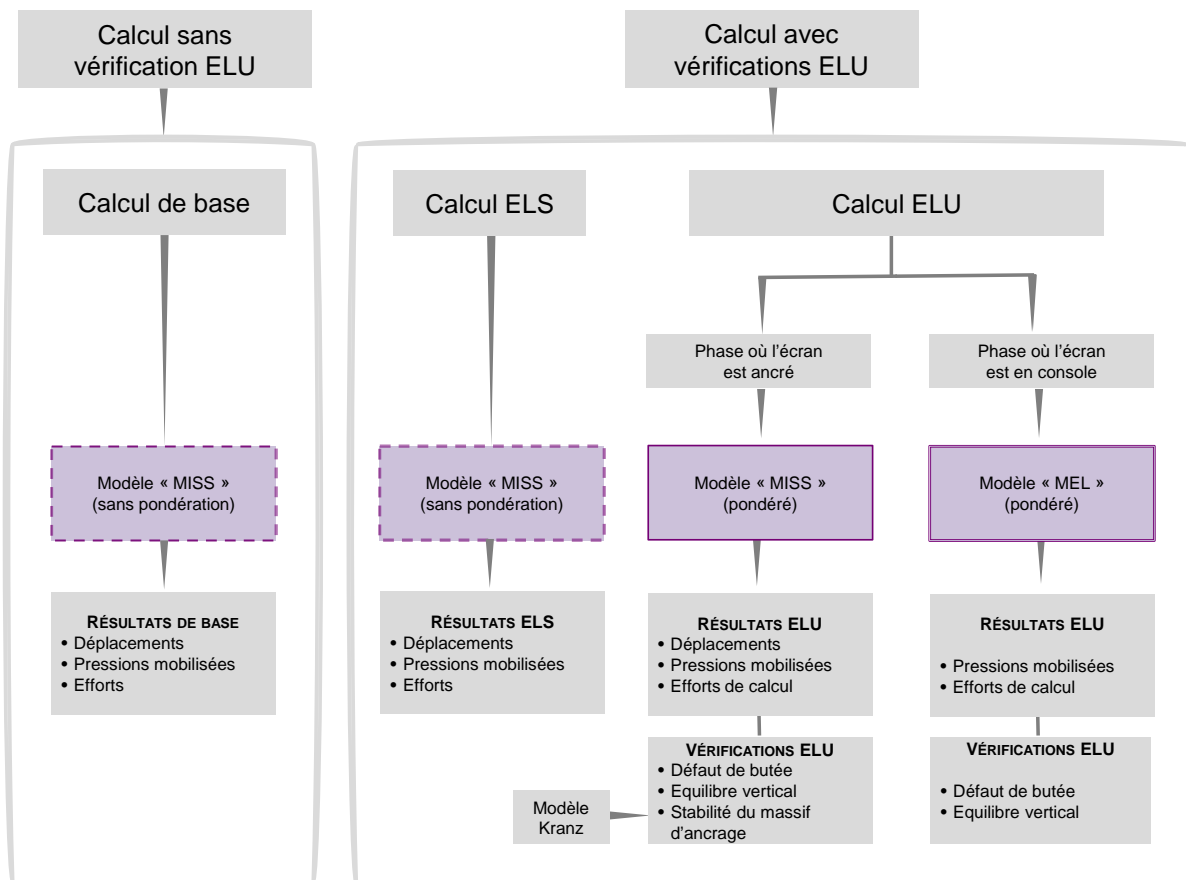 Calcul sans
vérification ELU
Calcul avec
vérifications ELU
Calcul de base
Calcul ELS
Calcul ELU
Phase où l'écran
est ancré
Phase où l'écran
est en console
Modèle « MISS »
(sans pondération)
Modèle « MISS »
(sans pondération)
Modèle « MISS »
(pondéré)
Modèle « MEL »
(pondéré)
RÉSULTATS DE BASE
• Déplacements
• Pressions mobilisées
• Efforts
RÉSULTATS ELS
• Déplacements
• Pressions mobilisées
• Efforts
RÉSULTATS ELU
• Déplacements
• Pressions mobilisées
• Efforts de calcul
RÉSULTATS ELU
• Pressions mobilisées
• Efforts de calcul
VÉRIFICATIONS ELU
• Défaut de butée
• Equilibre vertical
• Stabilité du massif
d'ancrage
VÉRIFICATIONS ELU
• Défaut de butée
• Equilibre vertical
Modèle
Kranz